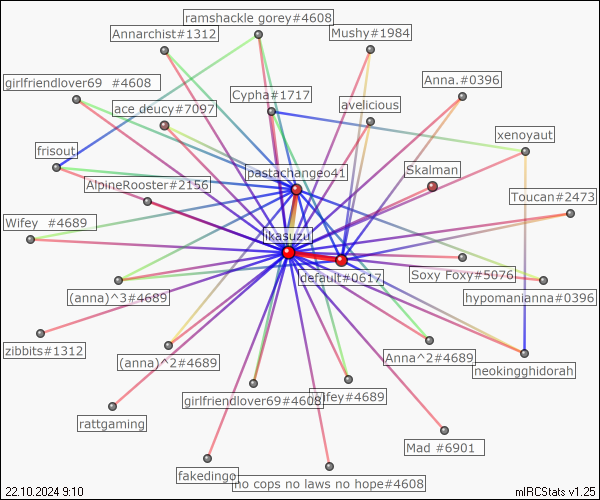 ramshackle gorey#4608
Annarchist#1312
Mushy#1984
girlfriendlover69 #4608
Anna.#0396
Cypha#1717
ace deucy#7097
avelicious
xenoyaut
frisout
pastachangeo41
Skalman
AlpineRooster#2156
Toucan#2473
Wifey #4689
ikasuzu
default#0617
Soxy Foxy#5076
(anna)^3#4689
hypomanianna#0396
zibbits#1312
(anna)^2#4689
Anna^2#4689
neokingghidorah
girlfriendlover69#4608
ifey#4689
rattgaming
Mad #6901
fakedingo
no cops no laws no hope#4608
22.10.2024 9:10
mIRCStats v1.25